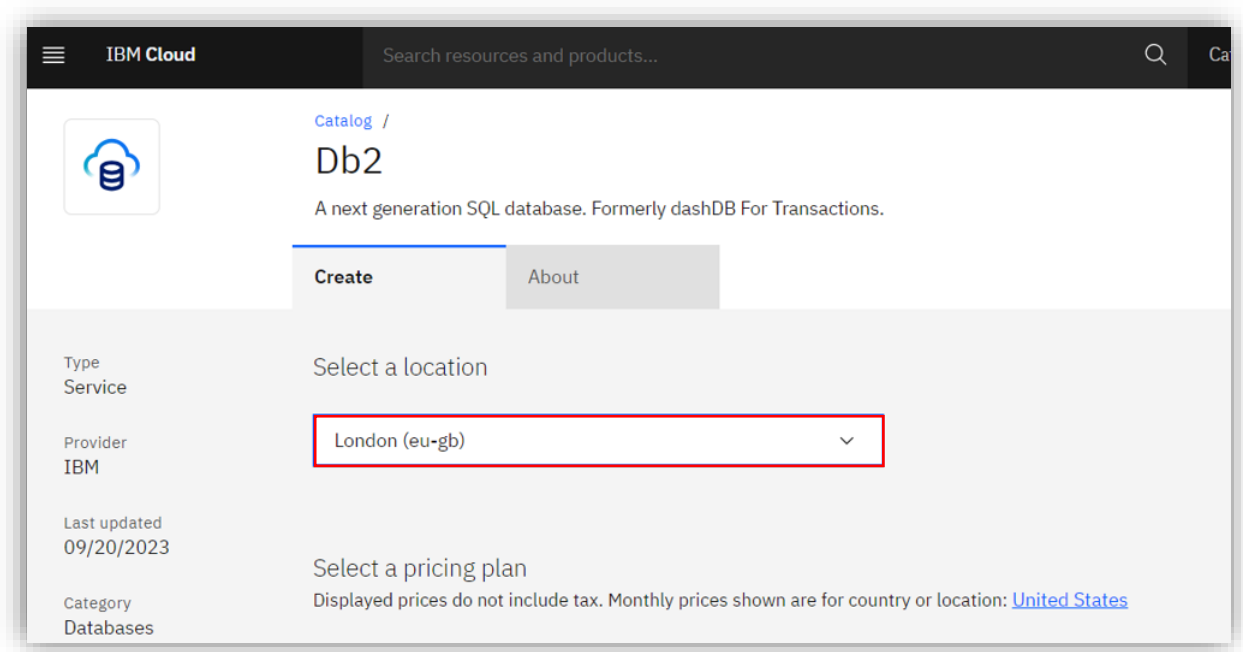 IBM Cloud
Search resources and products...
Ca
Catalog /
Db2
A next generation SQL database. Formerly dashDB For Transactions.
Create
About
Type
Service
Provider
IBM
Last updated
09/20/2023
Category
Databases
Select a location
London (eu-gb)
Select a pricing plan
Displayed prices do not include tax. Monthly prices shown are for country or location: United States